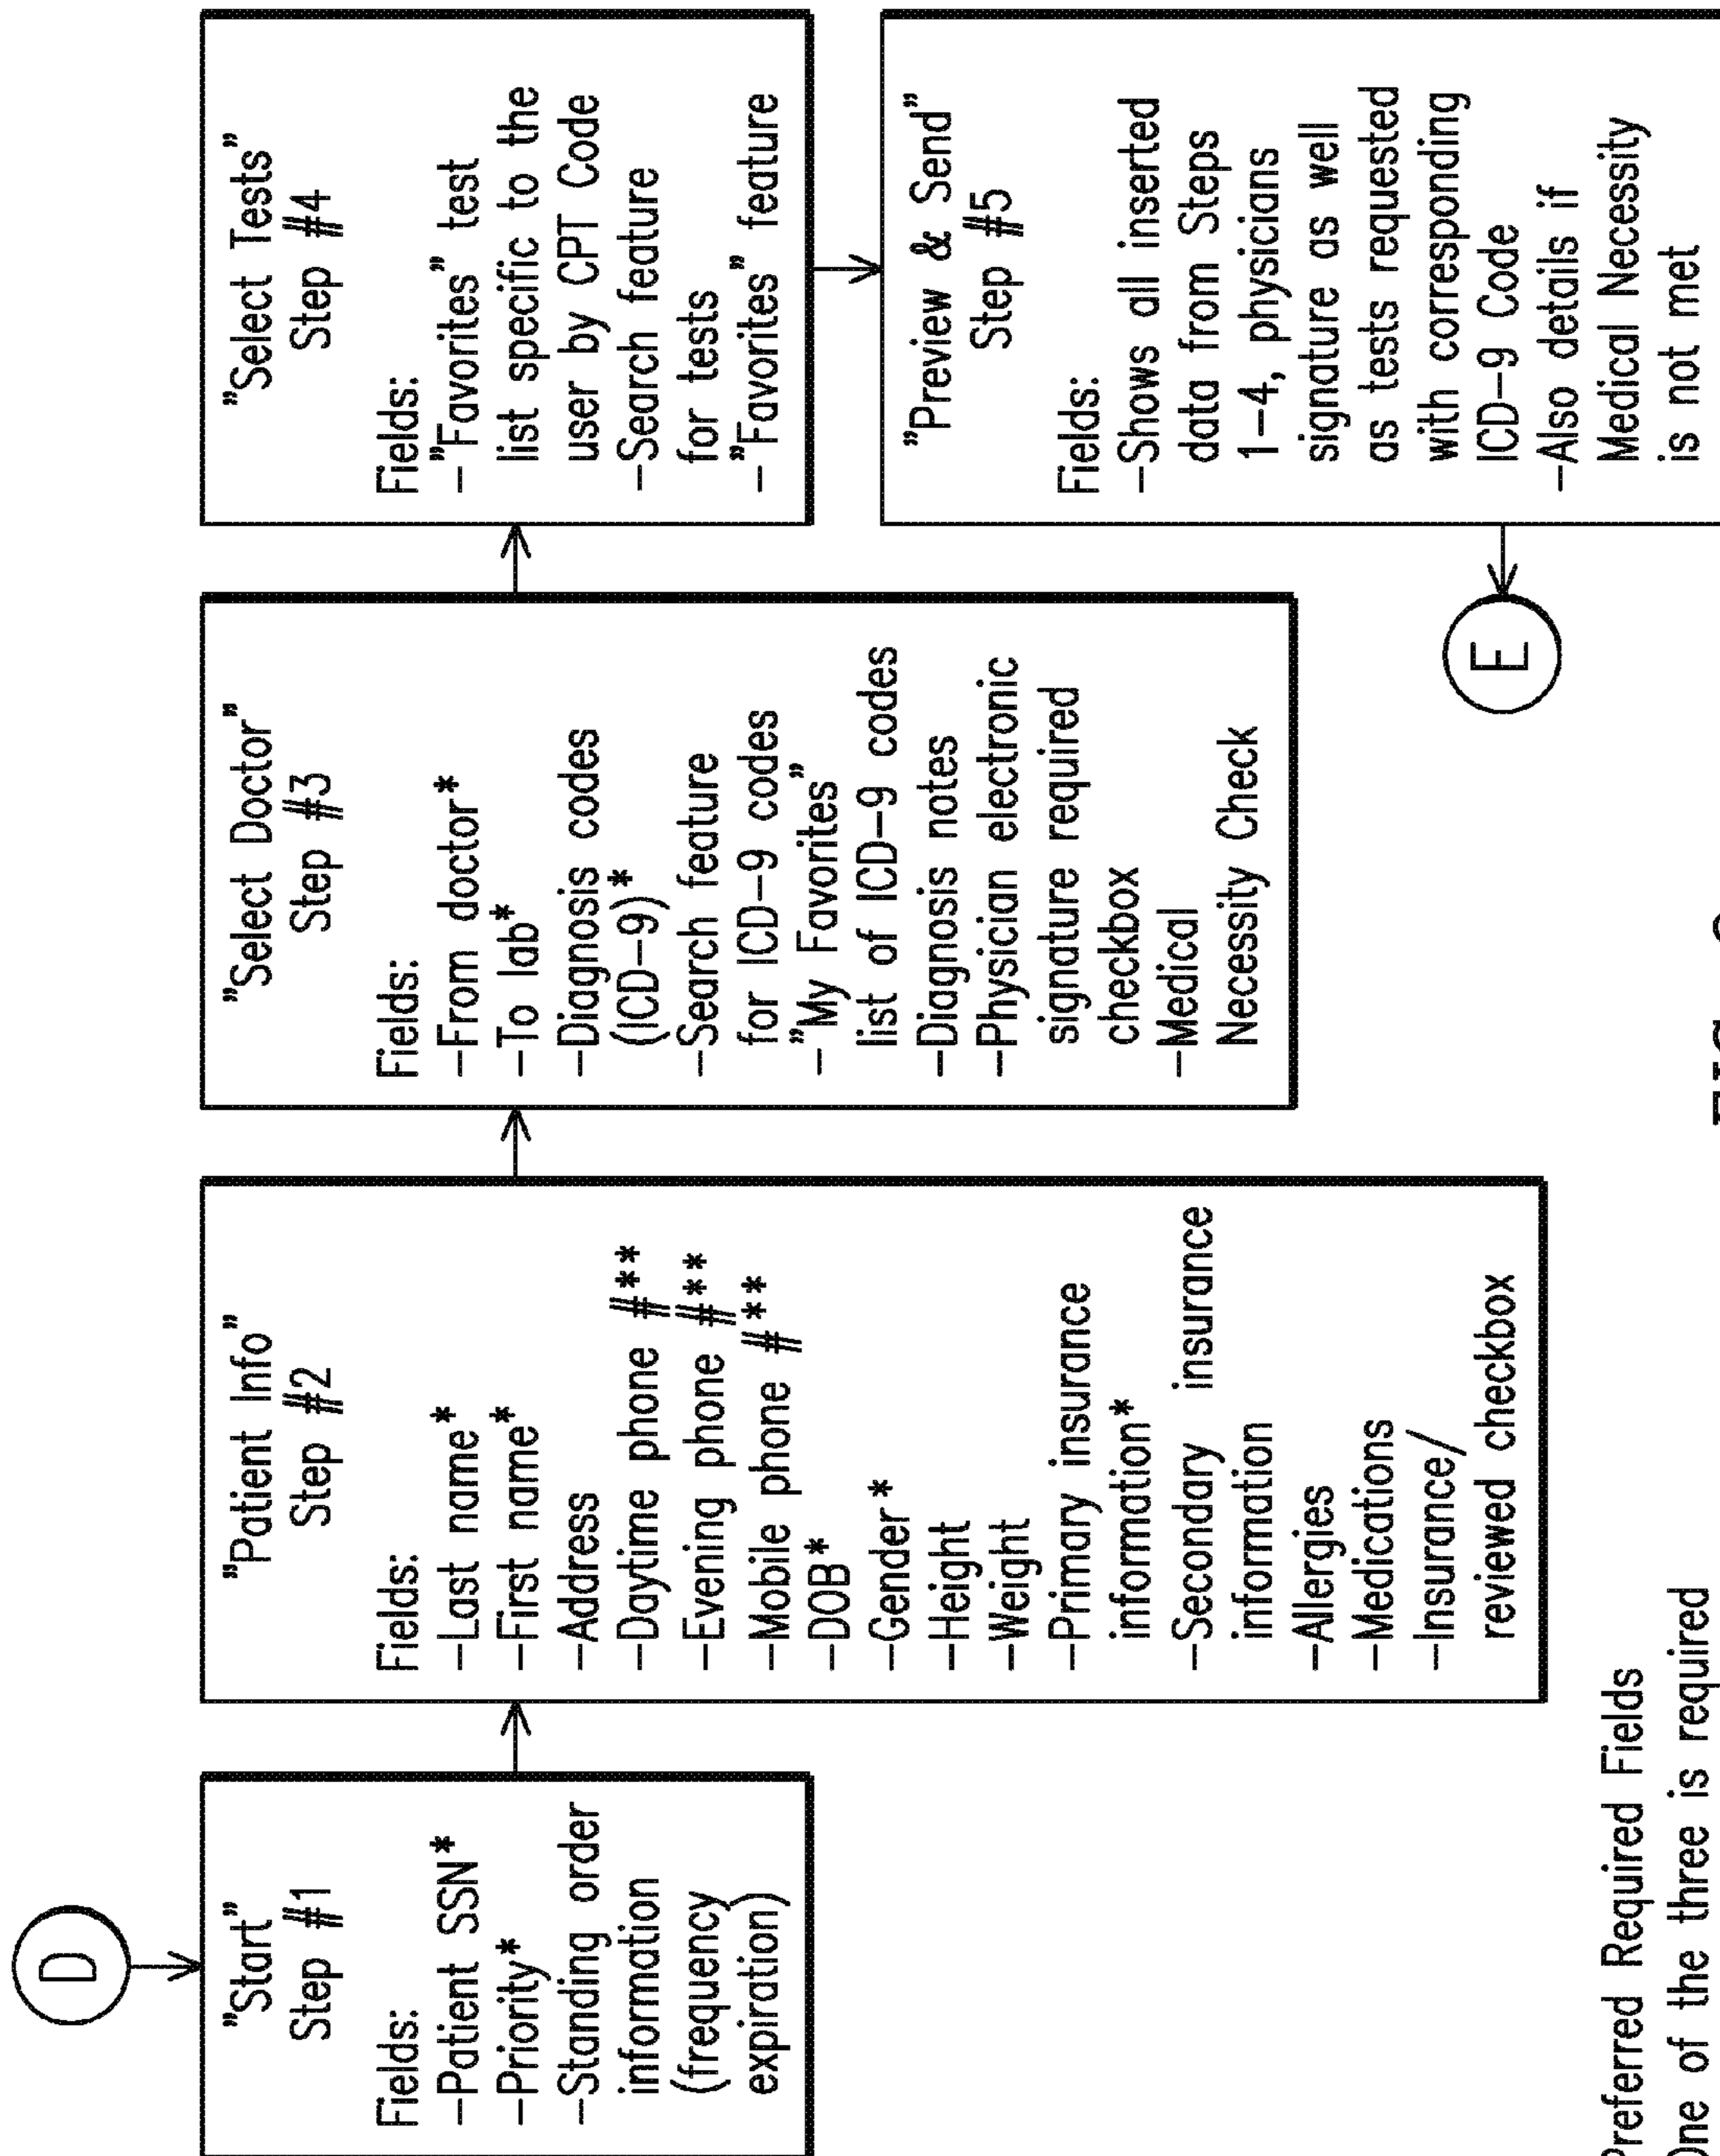 D
"Start"
Step #1
Fields:
-Patient SSN*
-Priority*
-Standing order
information
(frequency
expiration)
"Patient Info"
Step #2
Fields:
-Last name*
-First name*
-Address
-Daytime phone #**
-Evening phone #**
-Mobile phone #**
-DOB*
-Gender*
-Height
-Weight
-Primary insurance
information*
-Secondary insurance
information
-Allergies
-Medications
-Insurance/
reviewed checkbox
"Select Doctor"
Step #3
Fields:
-From doctor*
-To lab*
-Diagnosis codes
(ICD-9)*
-Search feature
for ICD-9 codes
-"My Favorites"
list of ICD-9 codes
-Diagnosis notes
-Physician electronic
signature required
checkbox
-Medical
Necessity Check
"Select Tests"
Step #4
Fields:
-"Favorites" test
list specific to the
user by CPT Code
-Search feature
for tests
-"Favorites" feature
"Preview & Send"
Step #5
Fields:
-Shows all inserted
data from Steps
1-4, physicians
signature as well
as tests requested
with corresponding
ICD-9 Code
-Also details if
Medical Necessity
is not met
E
Preferred Required Fields
One of the three is required